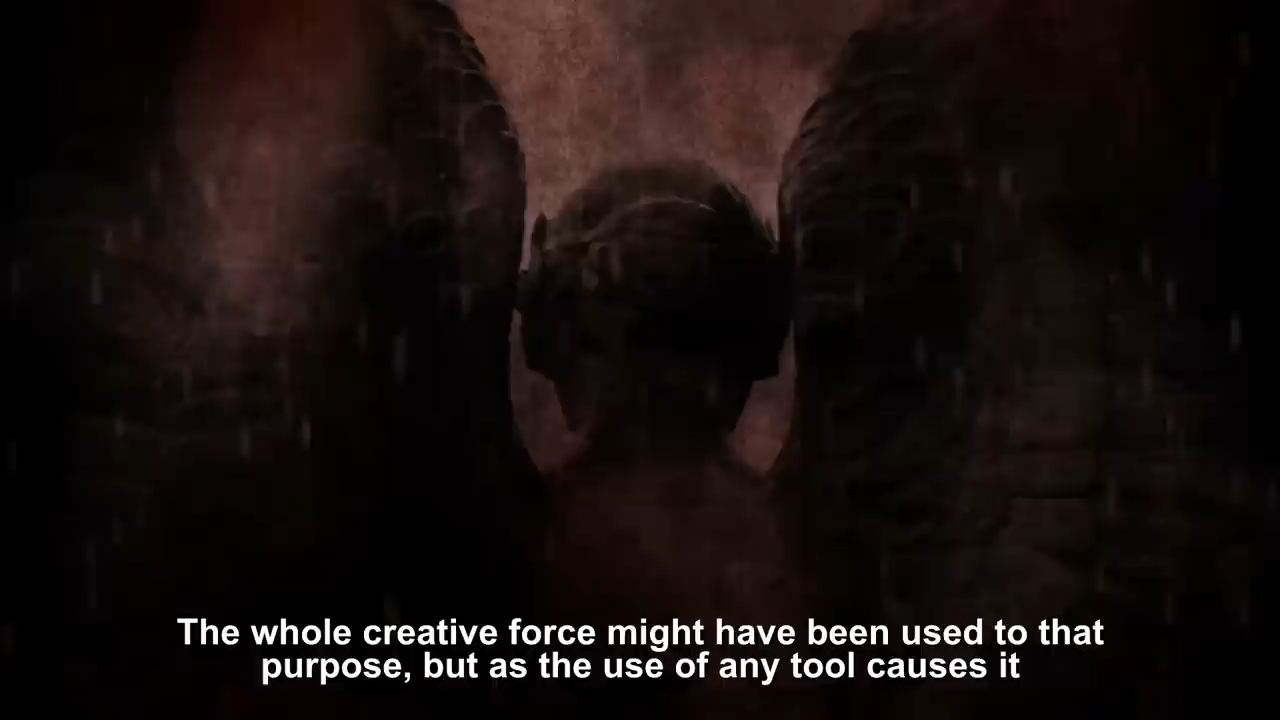 The whole creative force might have been used to that
purpose, but as the use of any tool causes it